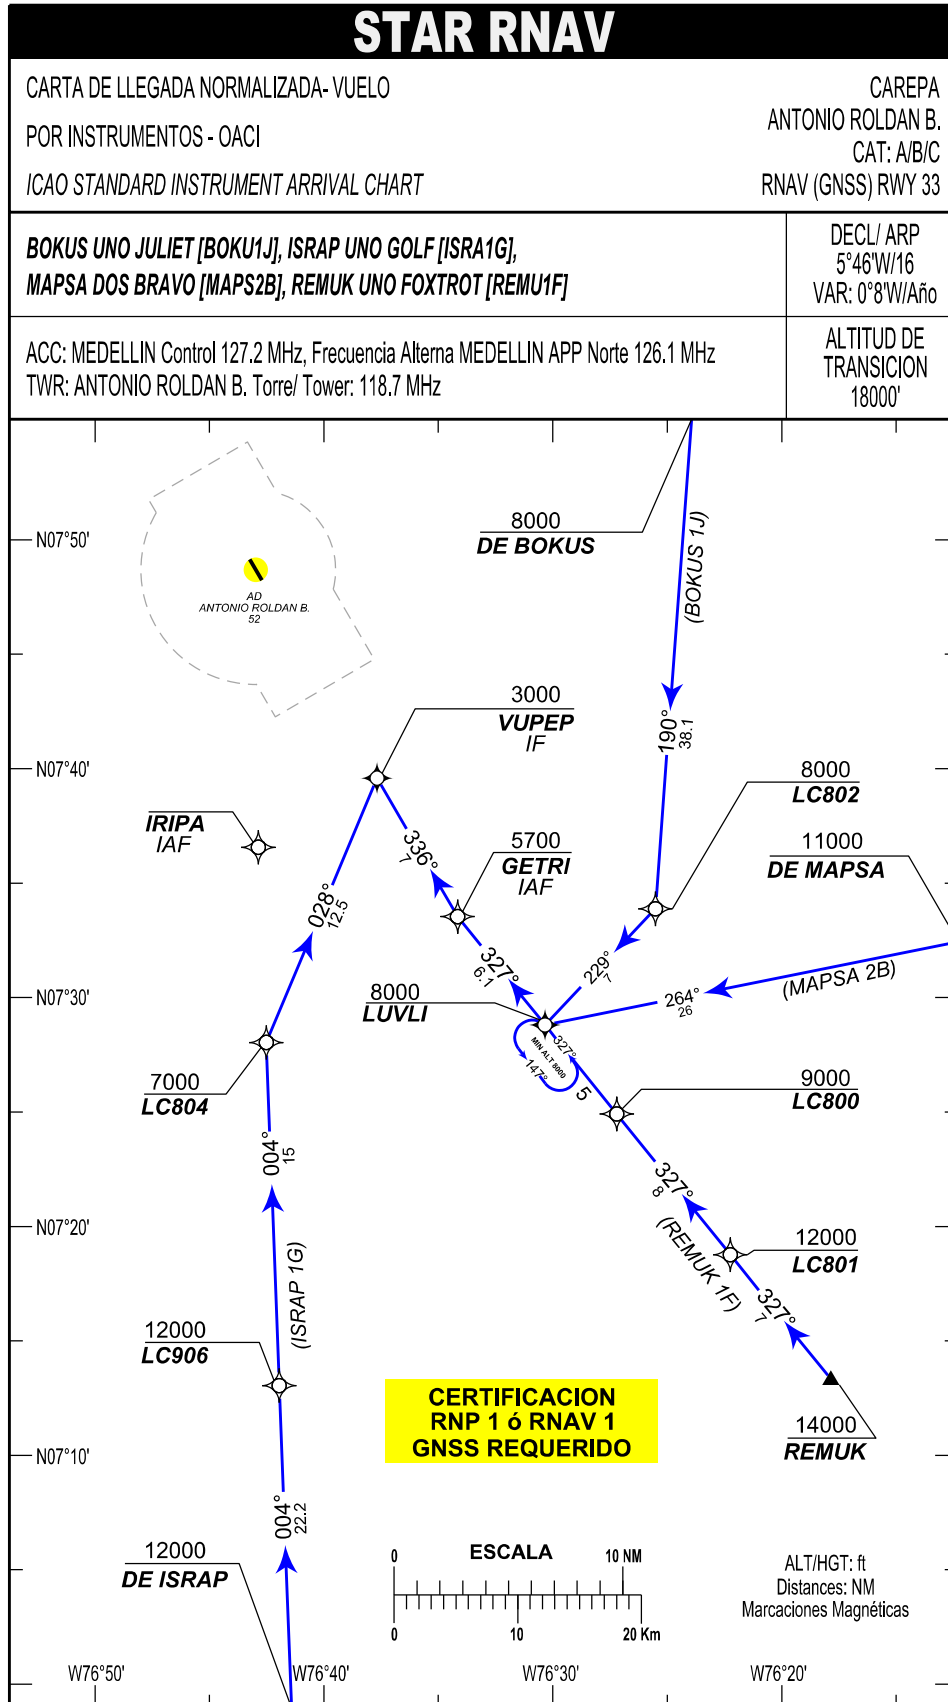 STAR RNAV
CARTA DE LLEGADA NORMALIZADA- VUELO
POR INSTRUMENTOS - OACI
ICAO STANDARD INSTRUMENT ARRIVAL CHART
CAREPA
ANTONIO ROLDAN B.
CAT: A/B/C
RNAV (GNSS) RWY 33
BOKUS UNO JULIET [BOKU1J], ISRAP UNO GOLF [ISRA1G],
MAPSA DOS BRAVO [MAPS2B], REMUK UNO FOXTROT [REMU1F]
DECL/ ARP
5°46'W/16
VAR: 0°8'W/Año
ACC: MEDELLIN Control 127.2 MHz, Frecuencia Alterna MEDELLIN APP Norte 126.1 MHz
TWR: ANTONIO ROLDAN B. Torre/ Tower: 118.7 MHz
ALTITUD DE
TRANSICION
18000'
8000
DE BOKUS
(BOKUS 1J)
N07°50'
AD
ANTONIO ROLDAN B.
52
3000
VUPEP
IF
190°
38.1
N07°40'
8000
LC802
IRIPA
IAF
336°
7
5700
GETRI
IAF
11000
DE MAPSA
028°
12.5
327°
6.1
229°
7
(MAPSA 2B)
264°
26
N07°30'
8000
LUVLI
327°
MIN ALT 8000
147°
5
7000
LC804
9000
LC800
004°
15
327°
8
N07°20'
(REMUK 1F)
12000
LC801
(ISRAP 1G)
327°
7
12000
LC906
CERTIFICACION
RNP 1 ó RNAV 1
GNSS REQUERIDO
14000
REMUK
N07°10'
004°
22.2
12000
DE ISRAP
0
ESCALA
10 NM
0
10
20 Km
ALT/HGT: ft
Distances: NM
Marcaciones Magnéticas
W76°50'
W76°40'
W76°30'
W76°20'